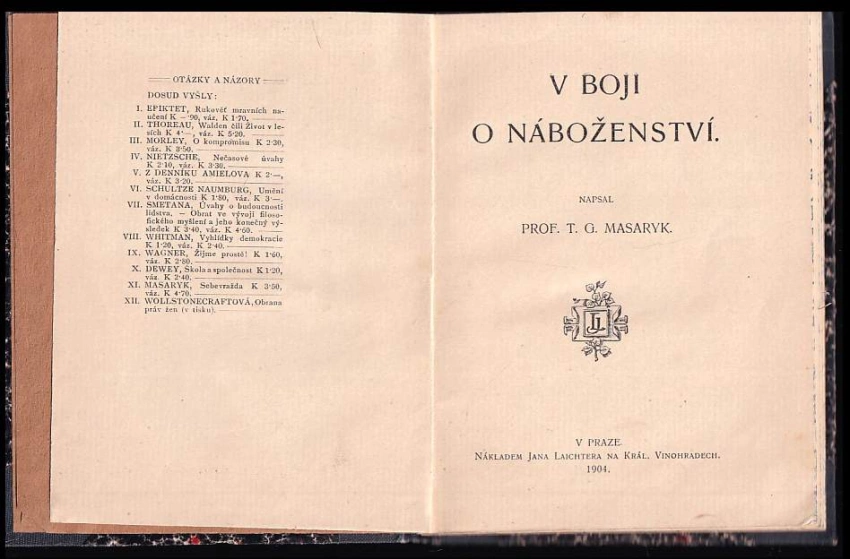 OTÁZKY A NÁZORY
DOSUD VYŠLY:
I. EPIKTET, Rukověť mravních na-
učení K –·90, váz. K 1·70.
II. THOREAU, Walden čili Život v le-
sích K 4·–, váz. K 5·20.
III. MORLEY, O kompromisu K 2·30,
váz. K 3·50.
IV. NIETZSCHE, Nečasové úvahy
K 2·10, váz. K 3·30.
V. Z DENNÍKU AMIELOVA K 2·–,
váz. K 3·20.
VI. SCHULTZE NAUMBURG, Umění
v domácnosti K 1·80, váz. K 3·–.
VII. SMETANA, Úvahy o budoucnosti
lidstva. – Obrat ve vývoji filoso-
fického myšlení a jeho konečný vý-
sledek K 3·40, váz. K 4·60.
VIII. WHITMAN, Vyhlídky demokracie
K 1·20, váz. K 2·40.
IX. WAGNER, Žijme prostě! K 1·60,
váz. K 2·80.
X. DEWEY, Škola a společnost K 1·20,
váz. K 2·40.
XI. MASARYK, Sebevražda K 3·50,
váz. K 4·70.
XII. WOLLSTONECRAFTOVÁ, Obrana
práv žen (v tisku).
V BOJI
O NÁBOŽENSTVÍ.
NAPSAL
PROF. T. G. MASARYK.
JL
V PRAZE.
NÁKLADEM JANA LAICHTERA NA KRÁL. VINOHRADECH.
1904.